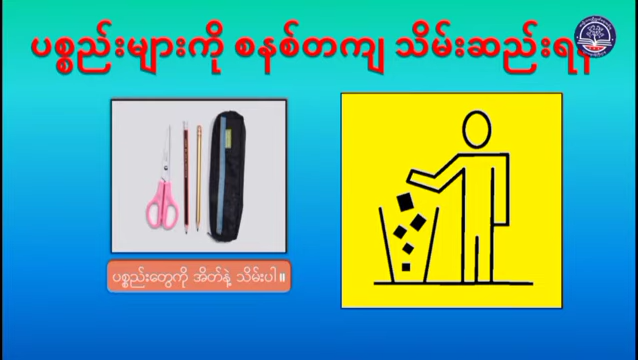 ပစ္စည်းများကို စနစ်တကျ သိမ်းဆည်းရန်
ပစ္စည်းတွေကို အိတ်နဲ့ သိမ်းပါ။